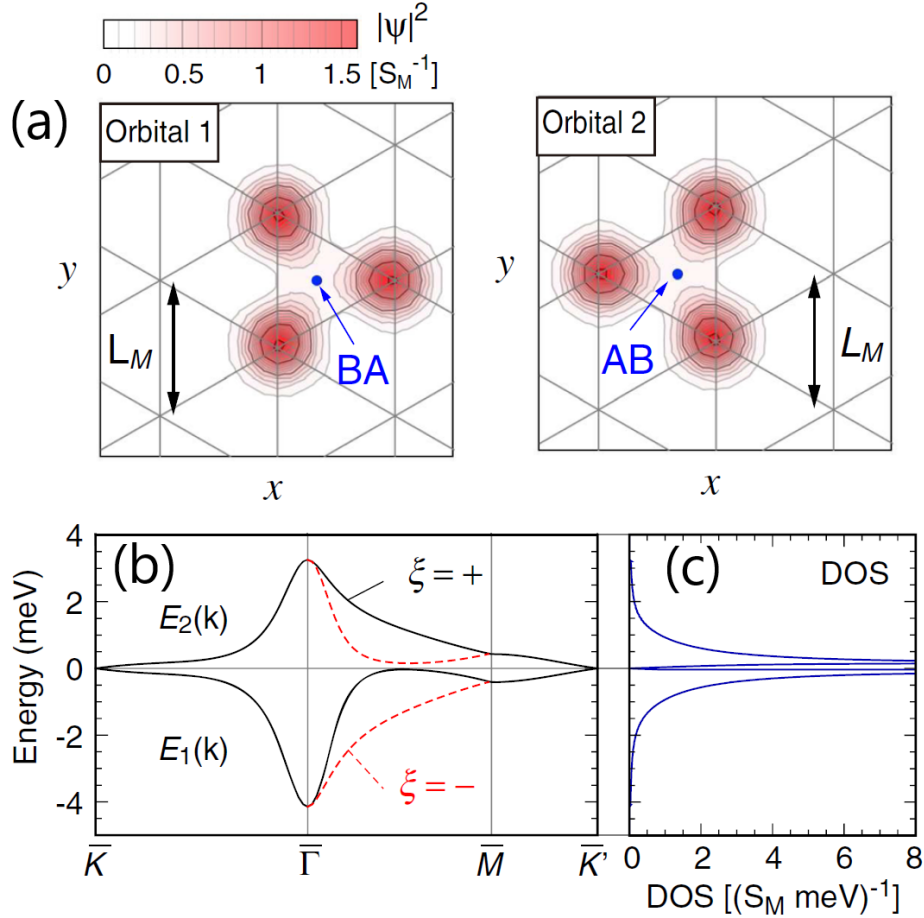 |ψ|²
0 0.5 1 1.5 [S_M⁻¹]
(a)
Orbital 1
y
L_M
BA
x
Orbital 2
y
AB
L_M
x
(b)
Energy (meV)
4
2
0
-2
-4
E₂(k)
E₁(k)
ξ = +
ξ = −
K̅ Γ̅ M̅ K̅'
(c)
DOS
0 2 4 6 8
DOS [(S_M meV)⁻¹]